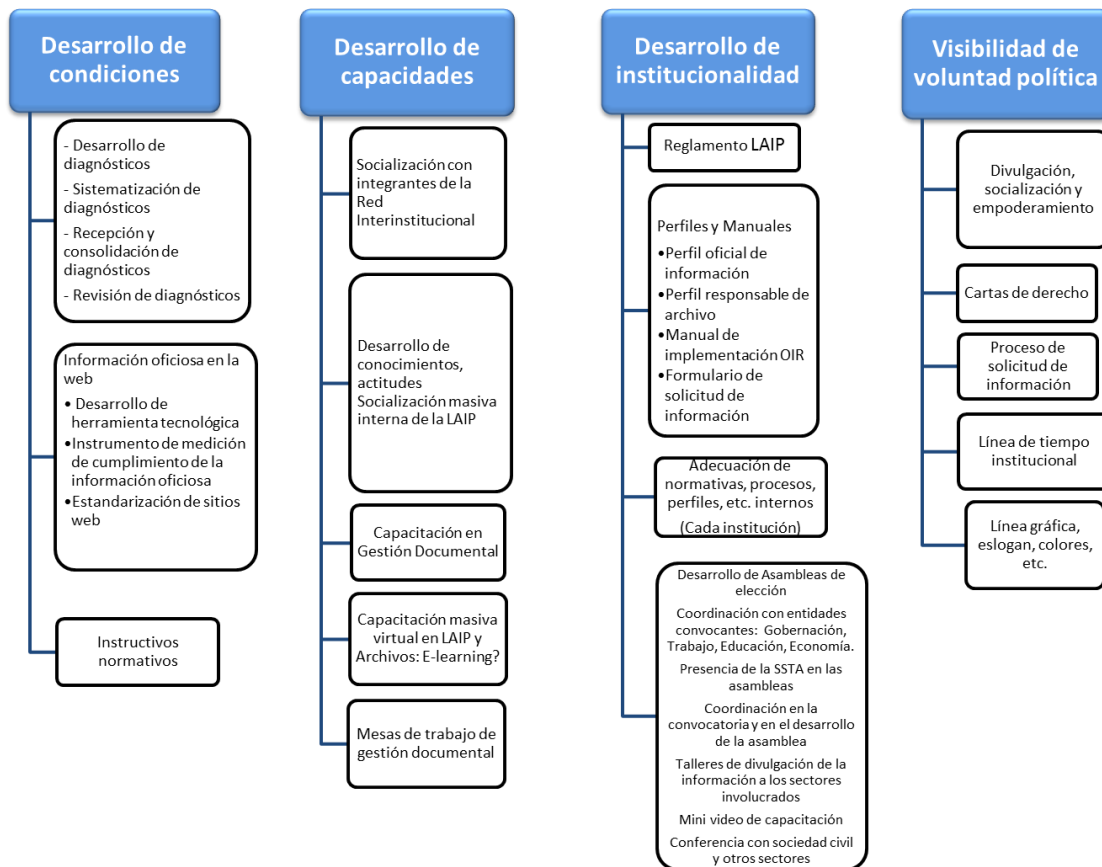 Desarrollo de
condiciones
- Desarrollo de
diagnósticos
- Sistematización de
diagnósticos
- Recepción y
consolidación de
diagnósticos
- Revisión de diagnósticos
Información oficiosa en la
web
• Desarrollo de
herramienta tecnológica
•Instrumento de medición
de cumplimiento de la
información oficiosa
•Estandarización de sitios
web
Instructivos
normativos
Desarrollo de
capacidades
Socialización con
integrantes de la
Red
Interinstitucional
Desarrollo de
conocimientos,
actitudes
Socialización masiva
interna de la LAIP
Capacitación en
Gestión Documental
Capacitación masiva
virtual en LAIP y
Archivos: E-learning?
Mesas de trabajo de
gestión documental
Desarrollo de
institucionalidad
Reglamento LAIP
Perfiles y Manuales
•Perfil oficial de
información
•Perfil responsable de
archivo
•Manual de
implementación OIR
•Formulario de
solicitud de
información
Adecuación de
normativas, procesos,
perfiles, etc. internos
(Cada institución)
Desarrollo de Asambleas de
elección
Coordinación con entidades
convocantes: Gobernación,
Trabajo, Educación, Economía.
Presencia de la SSTA en las
asambleas
Coordinación en la
convocatoria y en el desarrollo
de la asamblea
Talleres de divulgación de la
información a los sectores
involucrados
Mini video de capacitación
Conferencia con sociedad civil
y otros sectores
Visibilidad de
voluntad política
Divulgación,
socialización y
empoderamiento
Cartas de derecho
Proceso de
solicitud de
información
Línea de tiempo
institucional
Línea gráfica,
eslogan, colores,
etc.